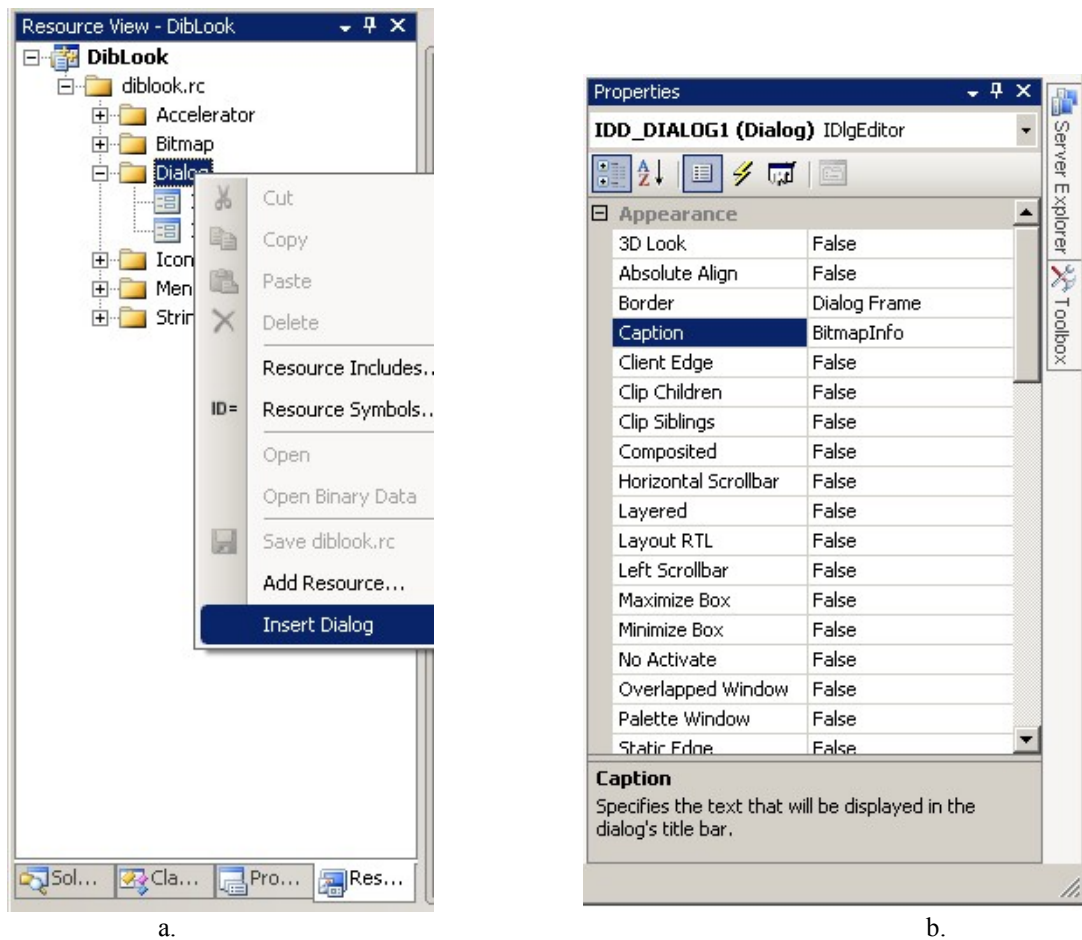 Resource View - DibLook
DibLook
diblook.rc
Accelerator
Bitmap
Dialog
Icon
Men
Strin
Cut
Copy
Paste
Delete
Resource Includes..
ID= Resource Symbols..
Open
Open Binary Data
Save diblook.rc
Add Resource...
Insert Dialog
Sol... Cla... Pro... Res...
a.
Properties
IDD_DIALOG1 (Dialog) IDlgEditor
Appearance
3D Look False
Absolute Align False
Border Dialog Frame
Caption BitmapInfo
Client Edge False
Clip Children False
Clip Siblings False
Composited False
Horizontal Scrollbar False
Layered False
Layout RTL False
Left Scrollbar False
Maximize Box False
Minimize Box False
No Activate False
Overlapped Window False
Palette Window False
Static Edge False
Caption
Specifies the text that will be displayed in the
dialog's title bar.
Server Explorer
Toolbox
b.